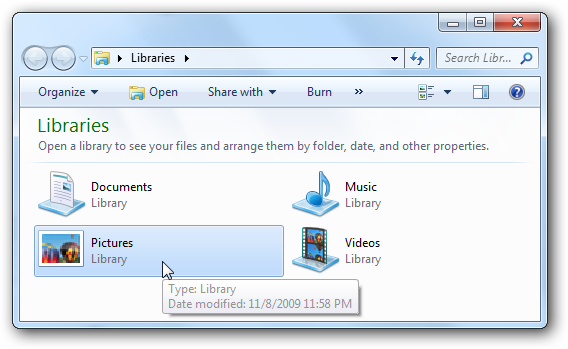 Libraries
Search Libr...
Organize Open Share with Burn »
Libraries
Open a library to see your files and arrange them by folder, date, and other properties.
Documents
Library
Music
Library
Pictures
Library
Videos
Library
Type: Library
Date modified: 11/8/2009 11:58 PM